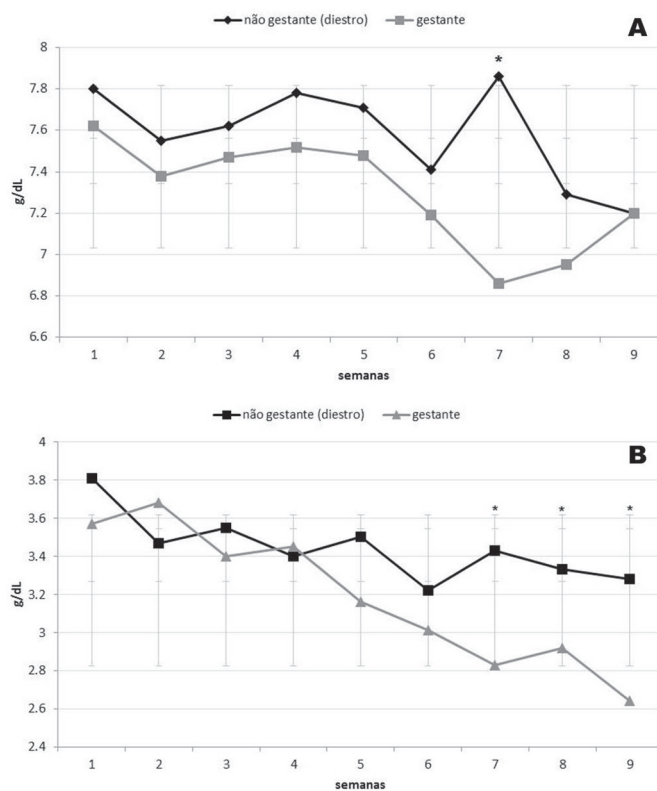 não gestante (diestro) gestante
A
8
*
7.8
7.6
7.4
g/dL
7.2
7
6.8
6.6
1 2 3 4 5 6 7 8 9
semanas
não gestante (diestro) gestante
B
4
3.8
3.6
* * *
3.4
g/dL
3.2
3
2.8
2.6
2.4
1 2 3 4 5 6 7 8 9
semanas